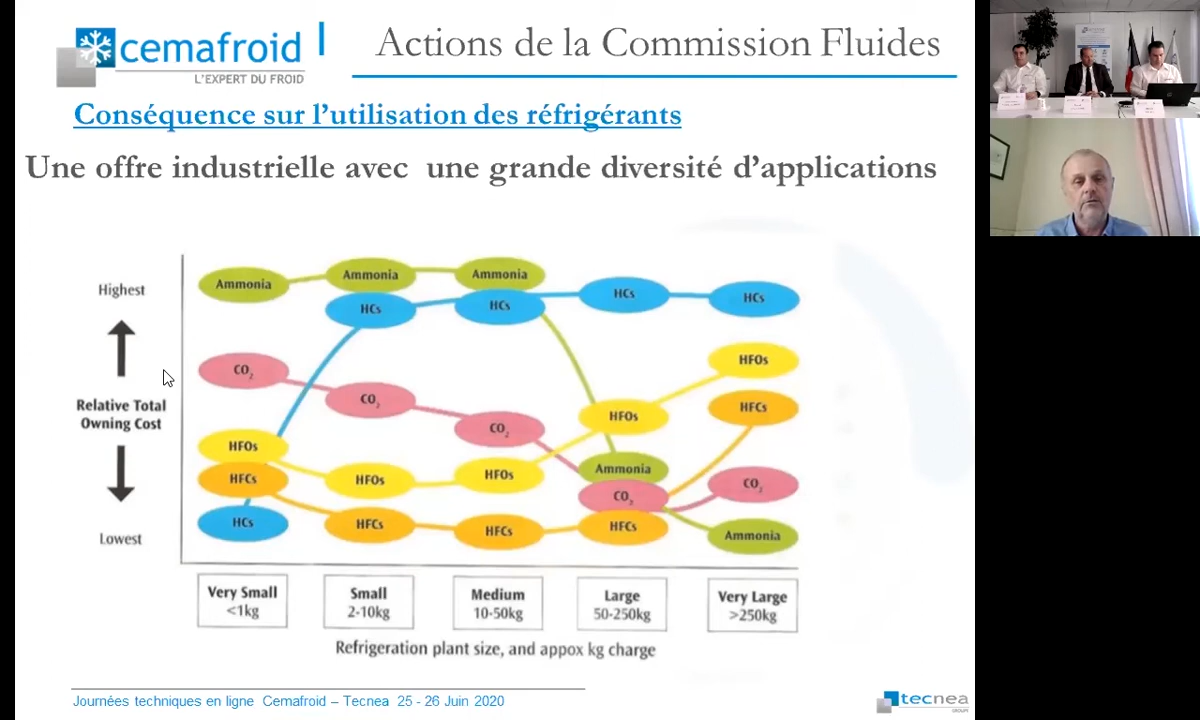 cemafroid
L'EXPERT DU FROID
Actions de la Commission Fluides
Conséquence sur l'utilisation des réfrigérants
Une offre industrielle avec une grande diversité d'applications
Highest
Relative Total
Owning Cost
Lowest
Ammonia
Ammonia
Ammonia
HCs
HCs
HCs
HCs
CO₂
CO₂
CO₂
HFOs
HFCs
HFOs
HFCs
HFOs
HFOs
HFOs
Ammonia
CO₂
CO₂
HCs
HFCs
HFCs
HFCs
Ammonia
Very Small
<1kg
Small
2-10kg
Medium
10-50kg
Large
50-250kg
Very Large
>250kg
Refrigeration plant size, and appox kg charge
Journées techniques en ligne Cemafroid – Tecnea 25 - 26 Juin 2020
tecnea